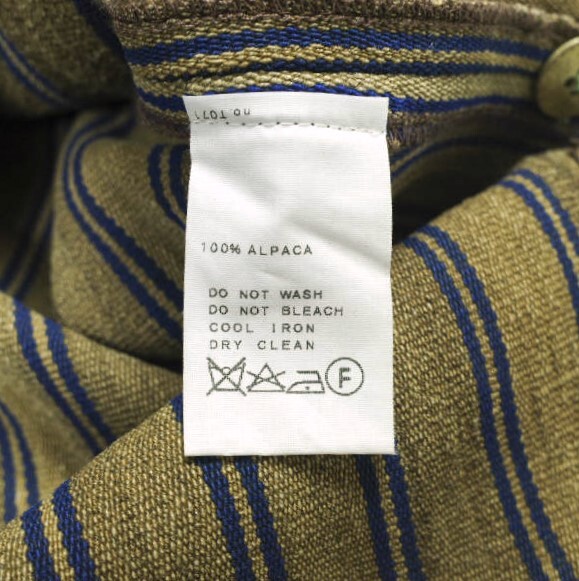 100% ALPACA
DO NOT WASH
DO NOT BLEACH
COOL IRON
DRY CLEAN
F